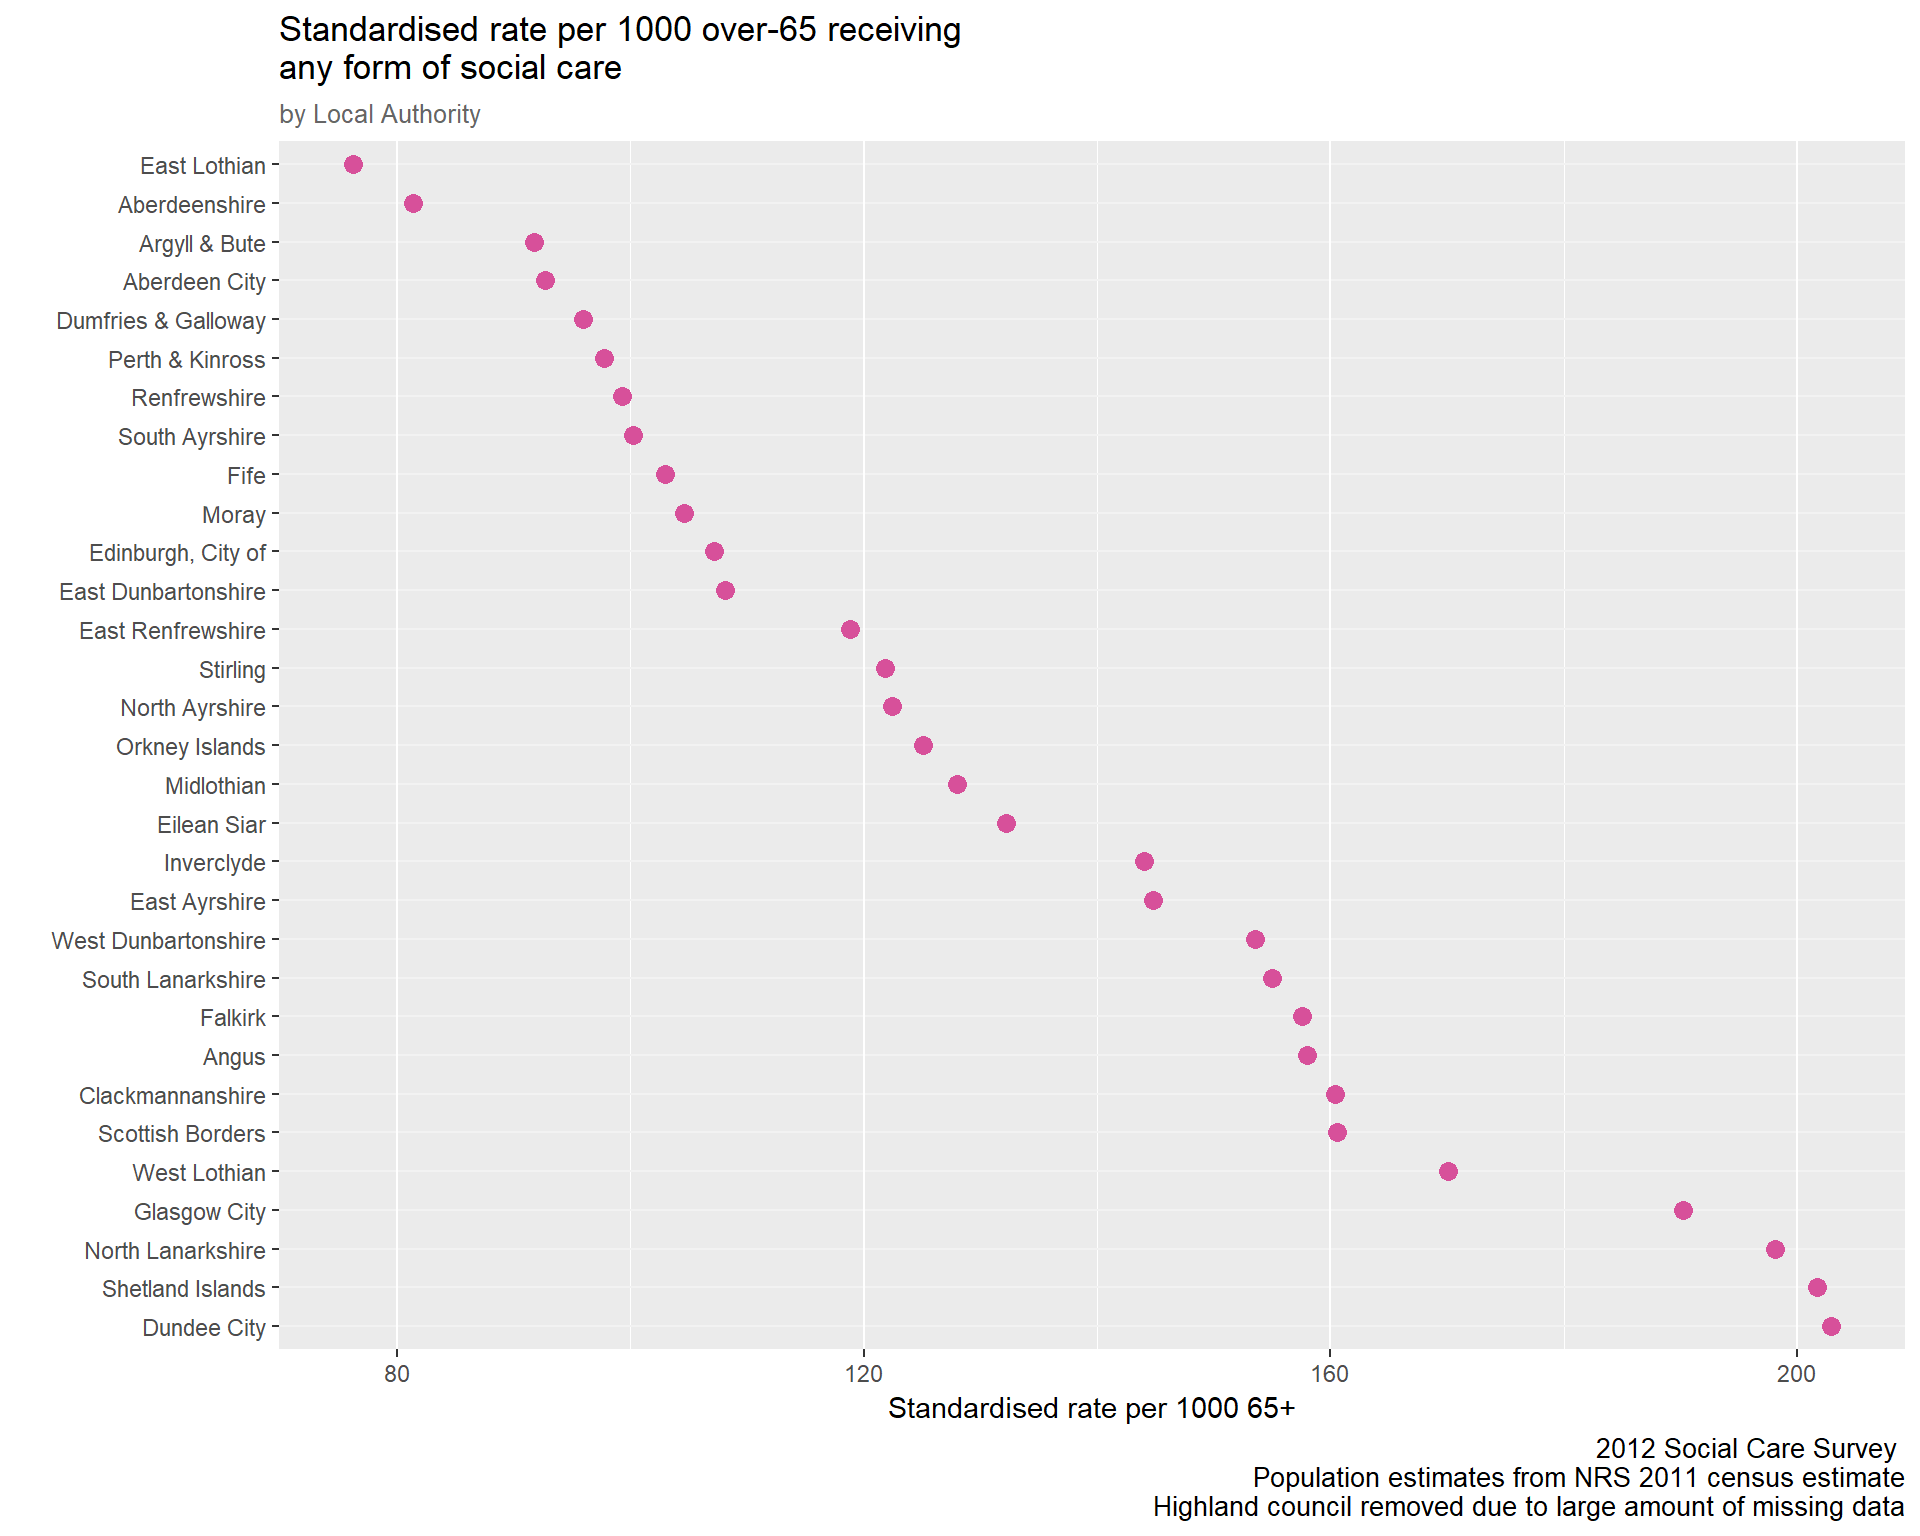 Standardised rate per 1000 over-65 receiving
any form of social care
by Local Authority
East Lothian
Aberdeenshire
Argyll & Bute
Aberdeen City
Dumfries & Galloway
Perth & Kinross
Renfrewshire
South Ayrshire
Fife
Moray
Edinburgh, City of
East Dunbartonshire
East Renfrewshire
Stirling
North Ayrshire
Orkney Islands
Midlothian
Eilean Siar
Inverclyde
East Ayrshire
West Dunbartonshire
South Lanarkshire
Falkirk
Angus
Clackmannanshire
Scottish Borders
West Lothian
Glasgow City
North Lanarkshire
Shetland Islands
Dundee City
80 120 160 200
Standardised rate per 1000 65+
2012 Social Care Survey
Population estimates from NRS 2011 census estimate
Highland council removed due to large amount of missing data